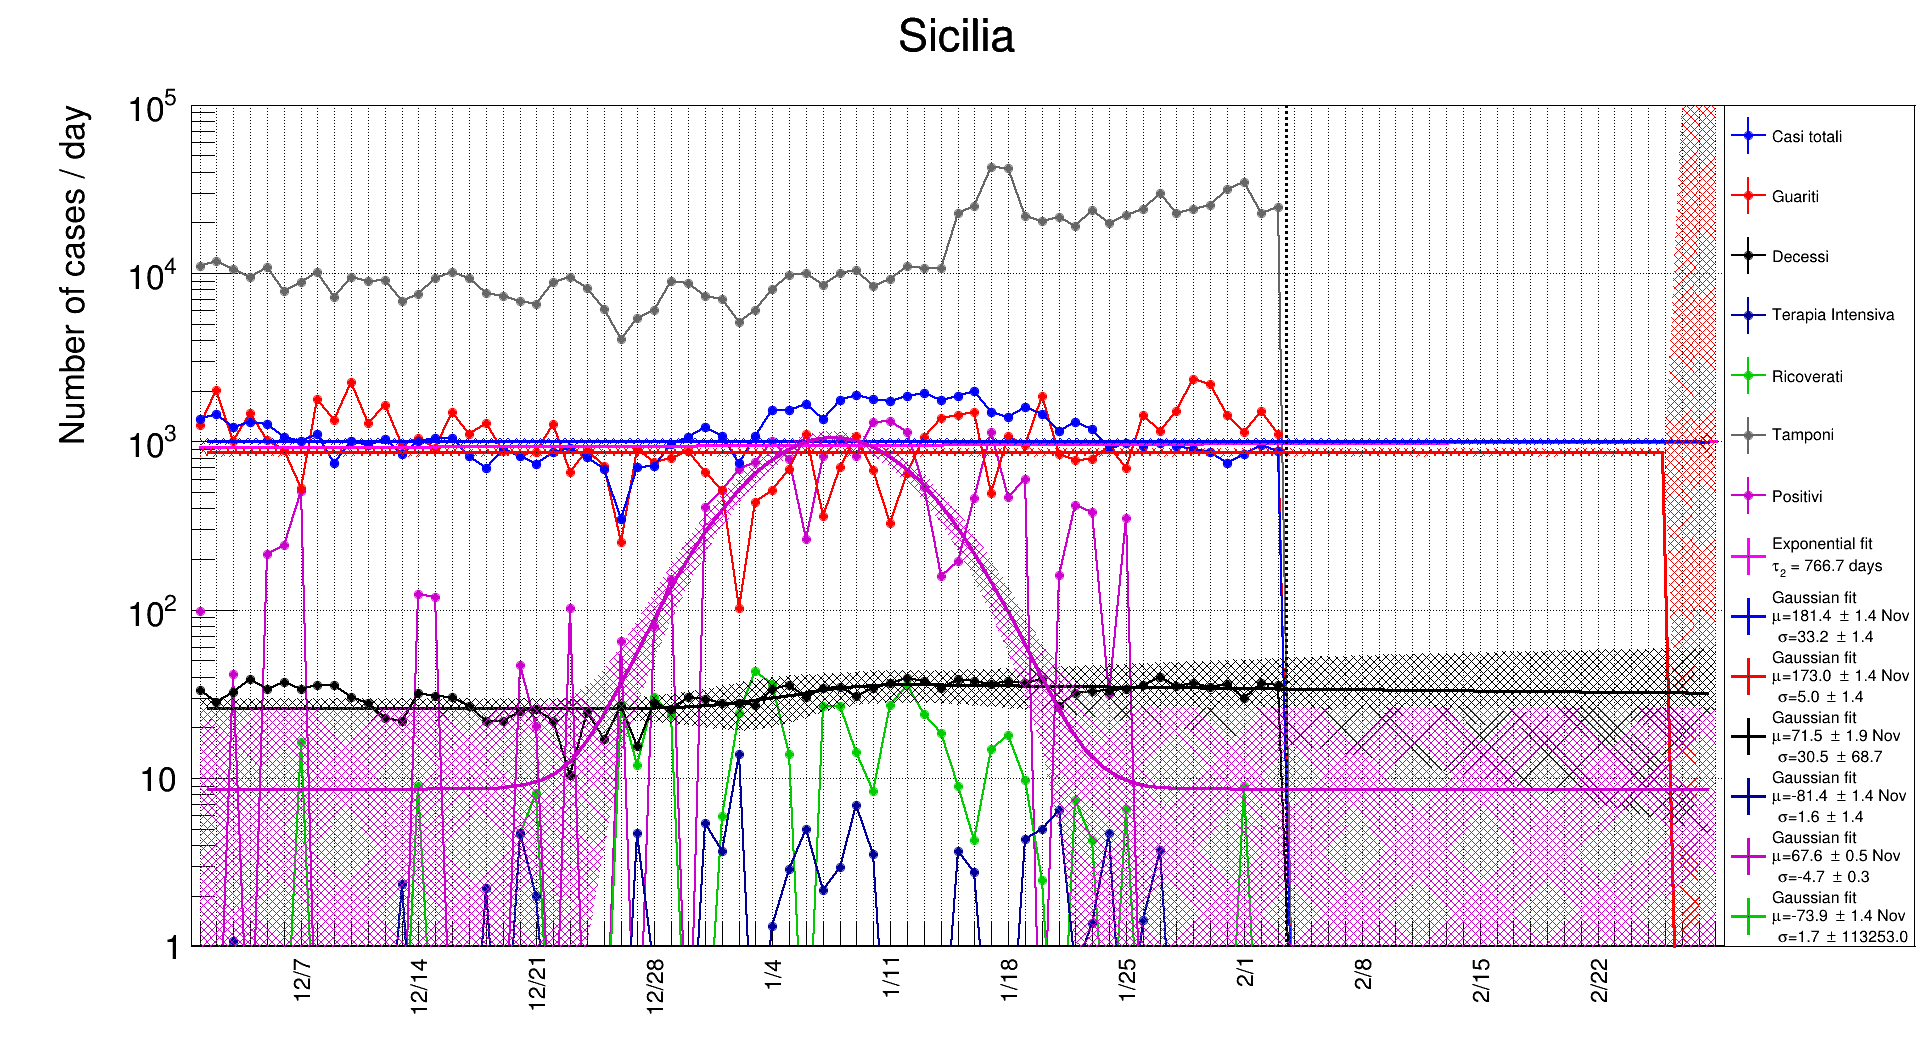 Sicilia
Number of cases / day
10^5
10^4
10^3
10^2
10
1
12/7
12/14
12/21
12/28
1/4
1/11
1/18
1/25
2/1
2/8
2/15
2/22
Casi totali
Guariti
Decessi
Terapia Intensiva
Ricoverati
Tamponi
Positivi
Exponential fit
τ₂ = 766.7 days
Gaussian fit
μ=181.4 ± 1.4 Nov
σ=33.2 ± 1.4
Gaussian fit
μ=173.0 ± 1.4 Nov
σ=5.0 ± 1.4
Gaussian fit
μ=71.5 ± 1.9 Nov
σ=30.5 ± 68.7
Gaussian fit
μ=-81.4 ± 1.4 Nov
σ=1.6 ± 1.4
Gaussian fit
μ=67.6 ± 0.5 Nov
σ=-4.7 ± 0.3
Gaussian fit
μ=-73.9 ± 1.4 Nov
σ=1.7 ± 113253.0